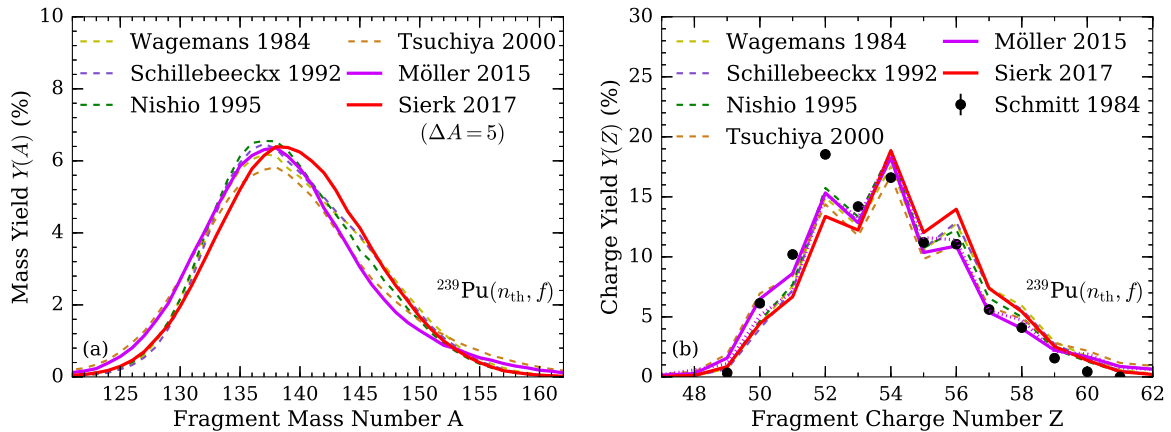 10
8
6
4
2
0
Mass Yield Y(A) (%)
Wagemans 1984
Schillebeeckx 1992
Nishio 1995
Tsuchiya 2000
Möller 2015
Sierk 2017
(ΔA = 5)
²³⁹Pu(n_th, f)
(a)
125 130 135 140 145 150 155 160
Fragment Mass Number A
30
25
20
15
10
5
0
Charge Yield Y(Z) (%)
Wagemans 1984
Schillebeeckx 1992
Nishio 1995
Tsuchiya 2000
Möller 2015
Sierk 2017
Schmitt 1984
²³⁹Pu(n_th, f)
(b)
48 50 52 54 56 58 60 62
Fragment Charge Number Z